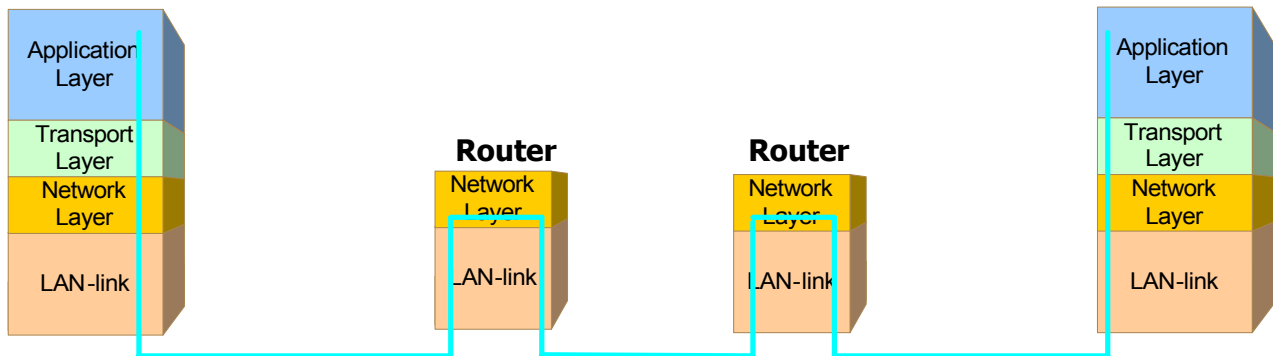 Application
Layer
Transport
Layer
Network
Layer
LAN-link
Router
Network
Layer
LAN-link
Router
Network
Layer
LAN-link
Application
Layer
Transport
Layer
Network
Layer
LAN-link